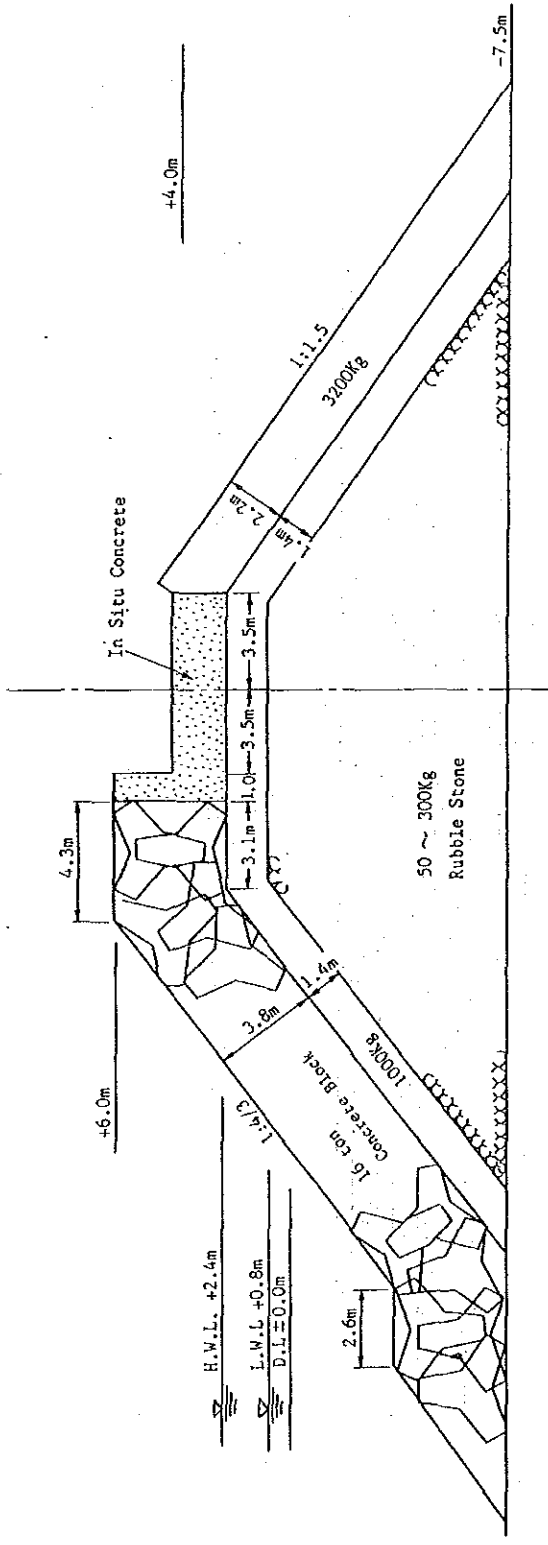 +6.0m
4.3m
In Situ Concrete
+4.0m
H.W.L. +2.4m
L.W.L +0.8m
D.L ±0.0m
1:4/3
3.8m
1.4m
3.1m
1.0
3.5m
3.5m
2.2m
1.4m
1:1.5
3200Kg
2.6m
16 ton
Concrete Block
1000Kg
50 ~ 300Kg
Rubble Stone
-7.5m